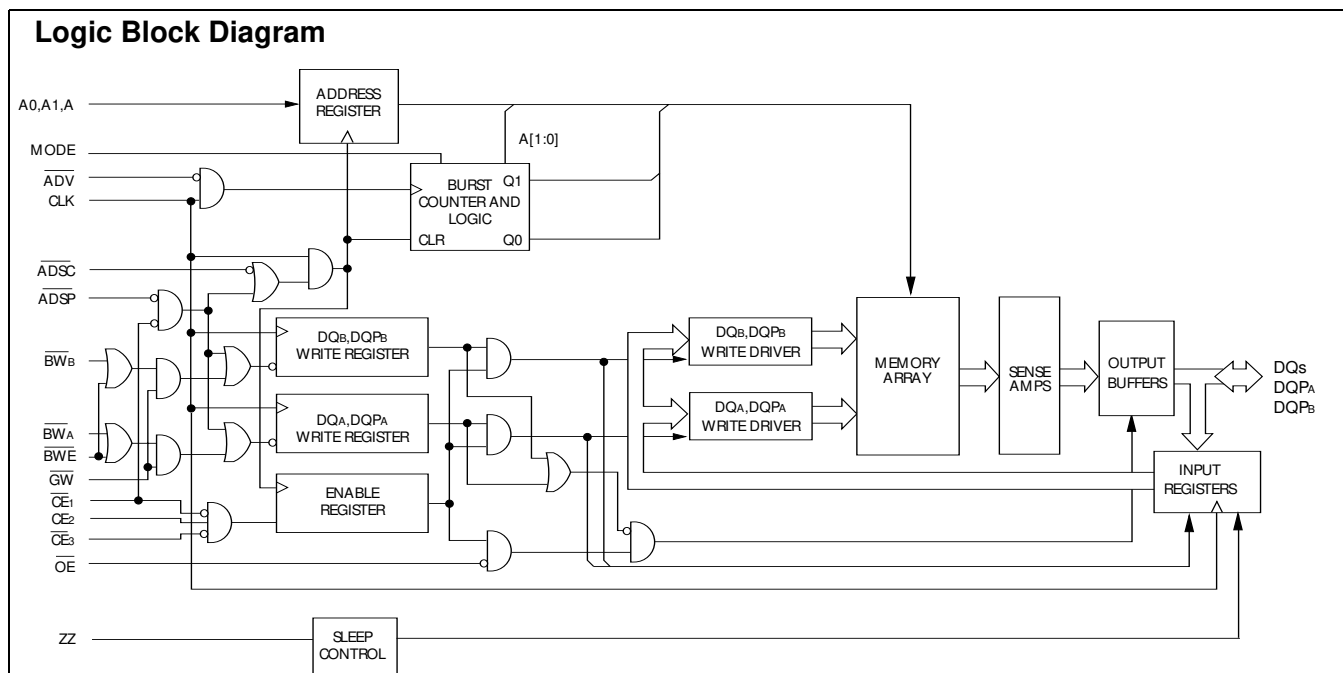 Logic Block Diagram
A0,A1,A
ADDRESS
REGISTER
MODE
A[1:0]
ADV
CLK
BURST
COUNTER AND
LOGIC
Q1
CLR
Q0
ADSC
ADSP
BWB
DQB,DQPB
WRITE REGISTER
DQB,DQPB
WRITE DRIVER
MEMORY
ARRAY
SENSE
AMPS
OUTPUT
BUFFERS
DQs
DQPA
DQPB
BWA
BWE
DQA,DQPA
WRITE REGISTER
DQA,DQPA
WRITE DRIVER
GW
CE1
CE2
CE3
ENABLE
REGISTER
INPUT
REGISTERS
OE
ZZ
SLEEP
CONTROL